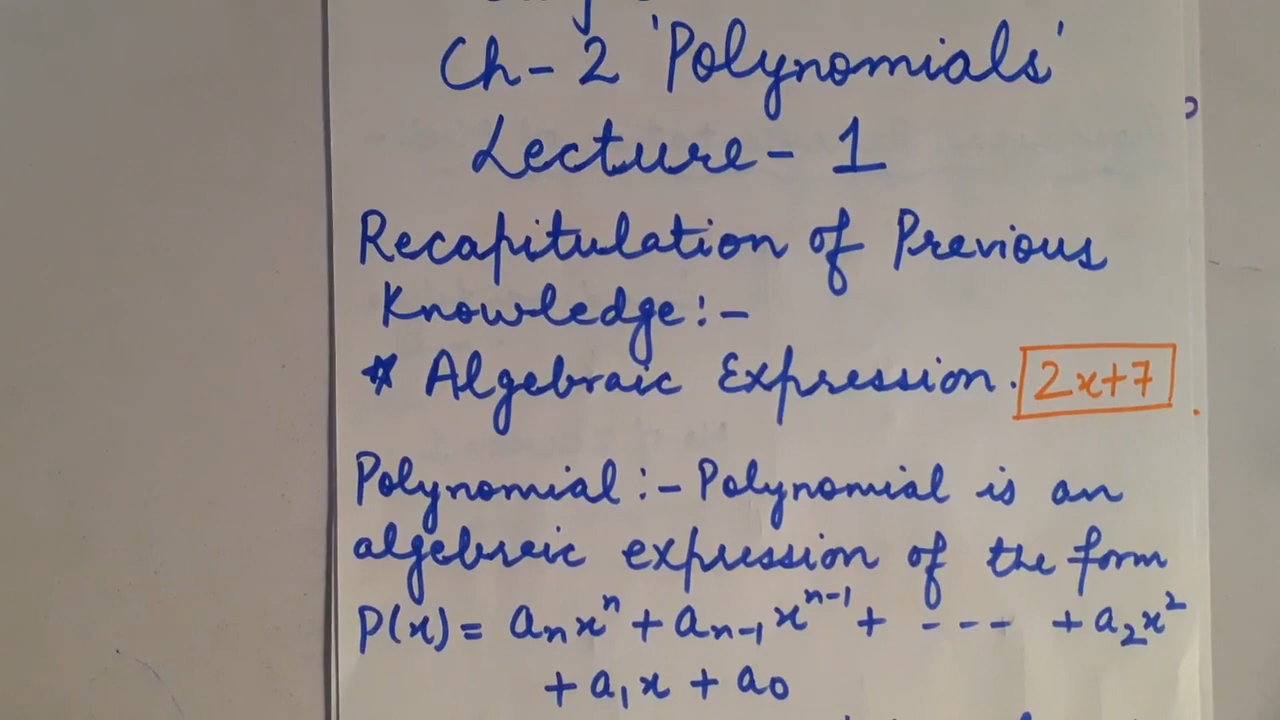 Ch- 2 'Polynomials'
Lecture - 1
Recapitulation of Previous
Knowledge :-
* Algebraic Expression. 2x+7
Polynomial :- Polynomial is an
algebraic expression of the form
P(x) = aₙxⁿ + aₙ₋₁xⁿ⁻¹ + - - - + a₂x²
+ a₁x + a₀